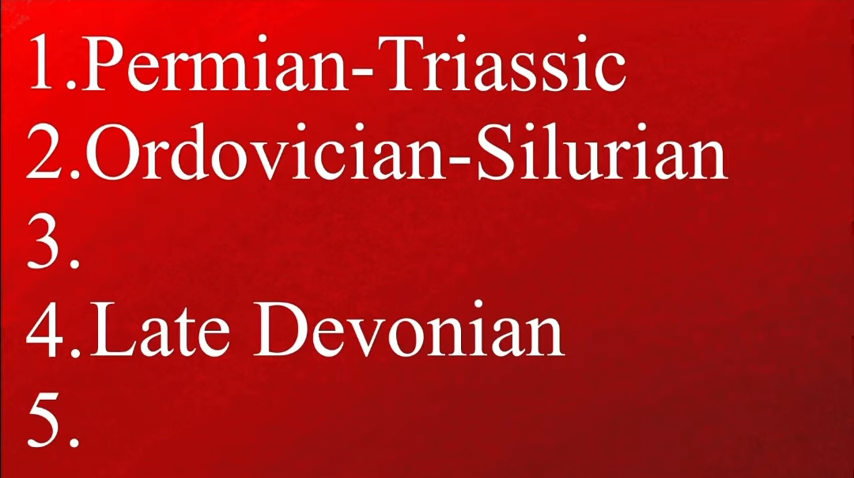 1.Permian-Triassic
2.Ordovician-Silurian
3.
4.Late Devonian
5.